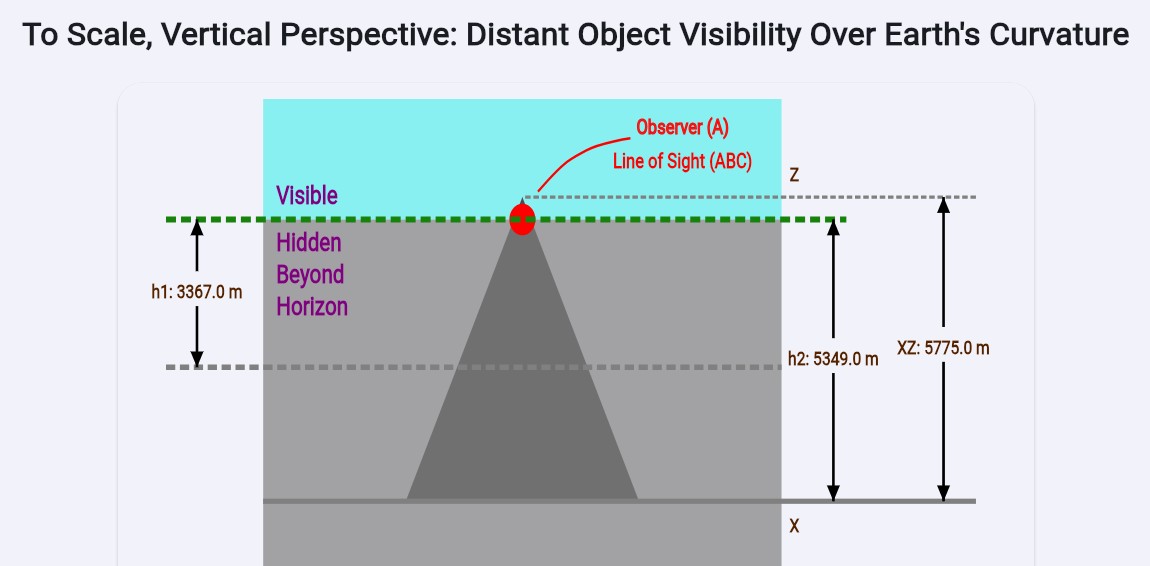 To Scale, Vertical Perspective: Distant Object Visibility Over Earth's Curvature
Observer (A)
Line of Sight (ABC)
Z
Visible
Hidden
Beyond
Horizon
h1: 3367.0 m
XZ: 5775.0 m
h2: 5349.0 m
X